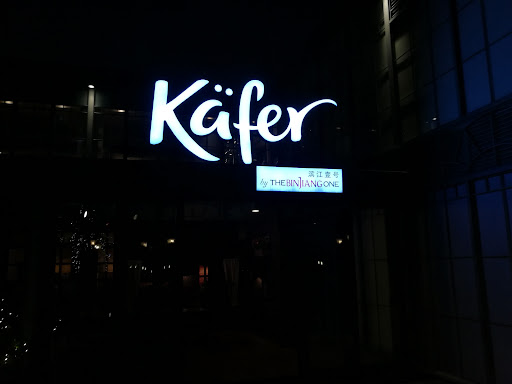 Käfer
滨江壹号
by THE BINJIANG ONE